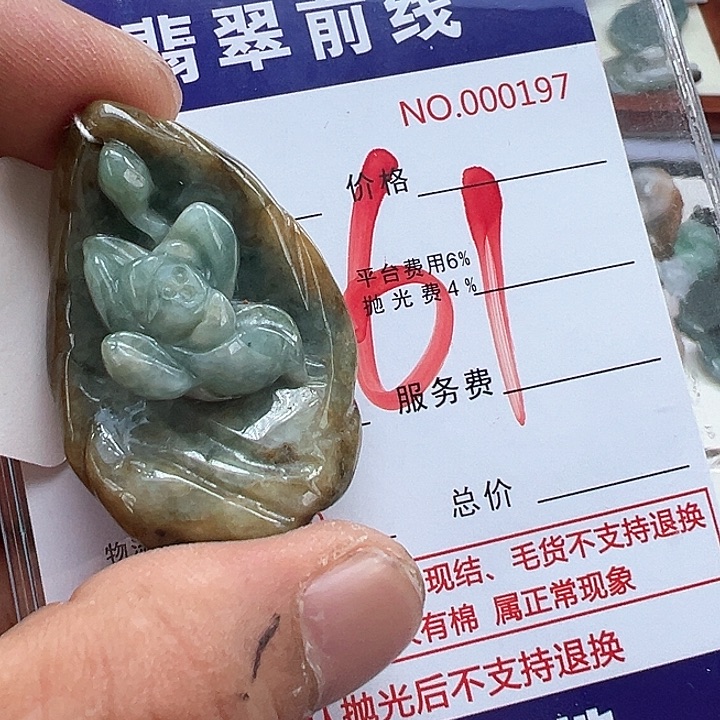 翡翠前线
NO.000197
价格
61
平台费用6%
抛光费4%
服务费
总价
现结、毛货不支持退换
有棉 属正常现象
抛光后不支持退换